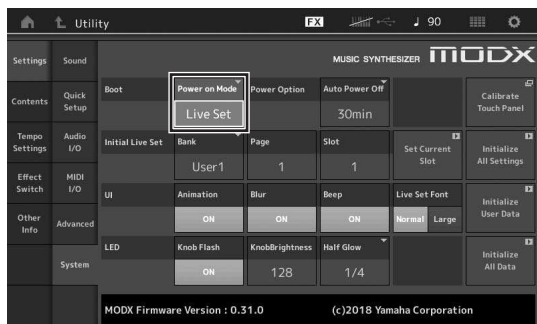 Utility FX 90
Settings Sound MUSIC SYNTHESIZER MODX
Boot Power on Mode Power Option Auto Power Off Calibrate Touch Panel
Contents Quick Setup Live Set 30min
Tempo Settings Audio I/O Initial Live Set Bank Page Slot Set Current Slot Initialize All Settings
User1 1 1
Effect Switch MIDI I/O
UI Animation Blur Beep Live Set Font Initialize User Data
Other Info Advanced ON ON ON Normal Large
LED Knob Flash KnobBrightness Half Glow Initialize All Data
System ON 128 1/4
MODX Firmware Version : 0.31.0 (c)2018 Yamaha Corporation